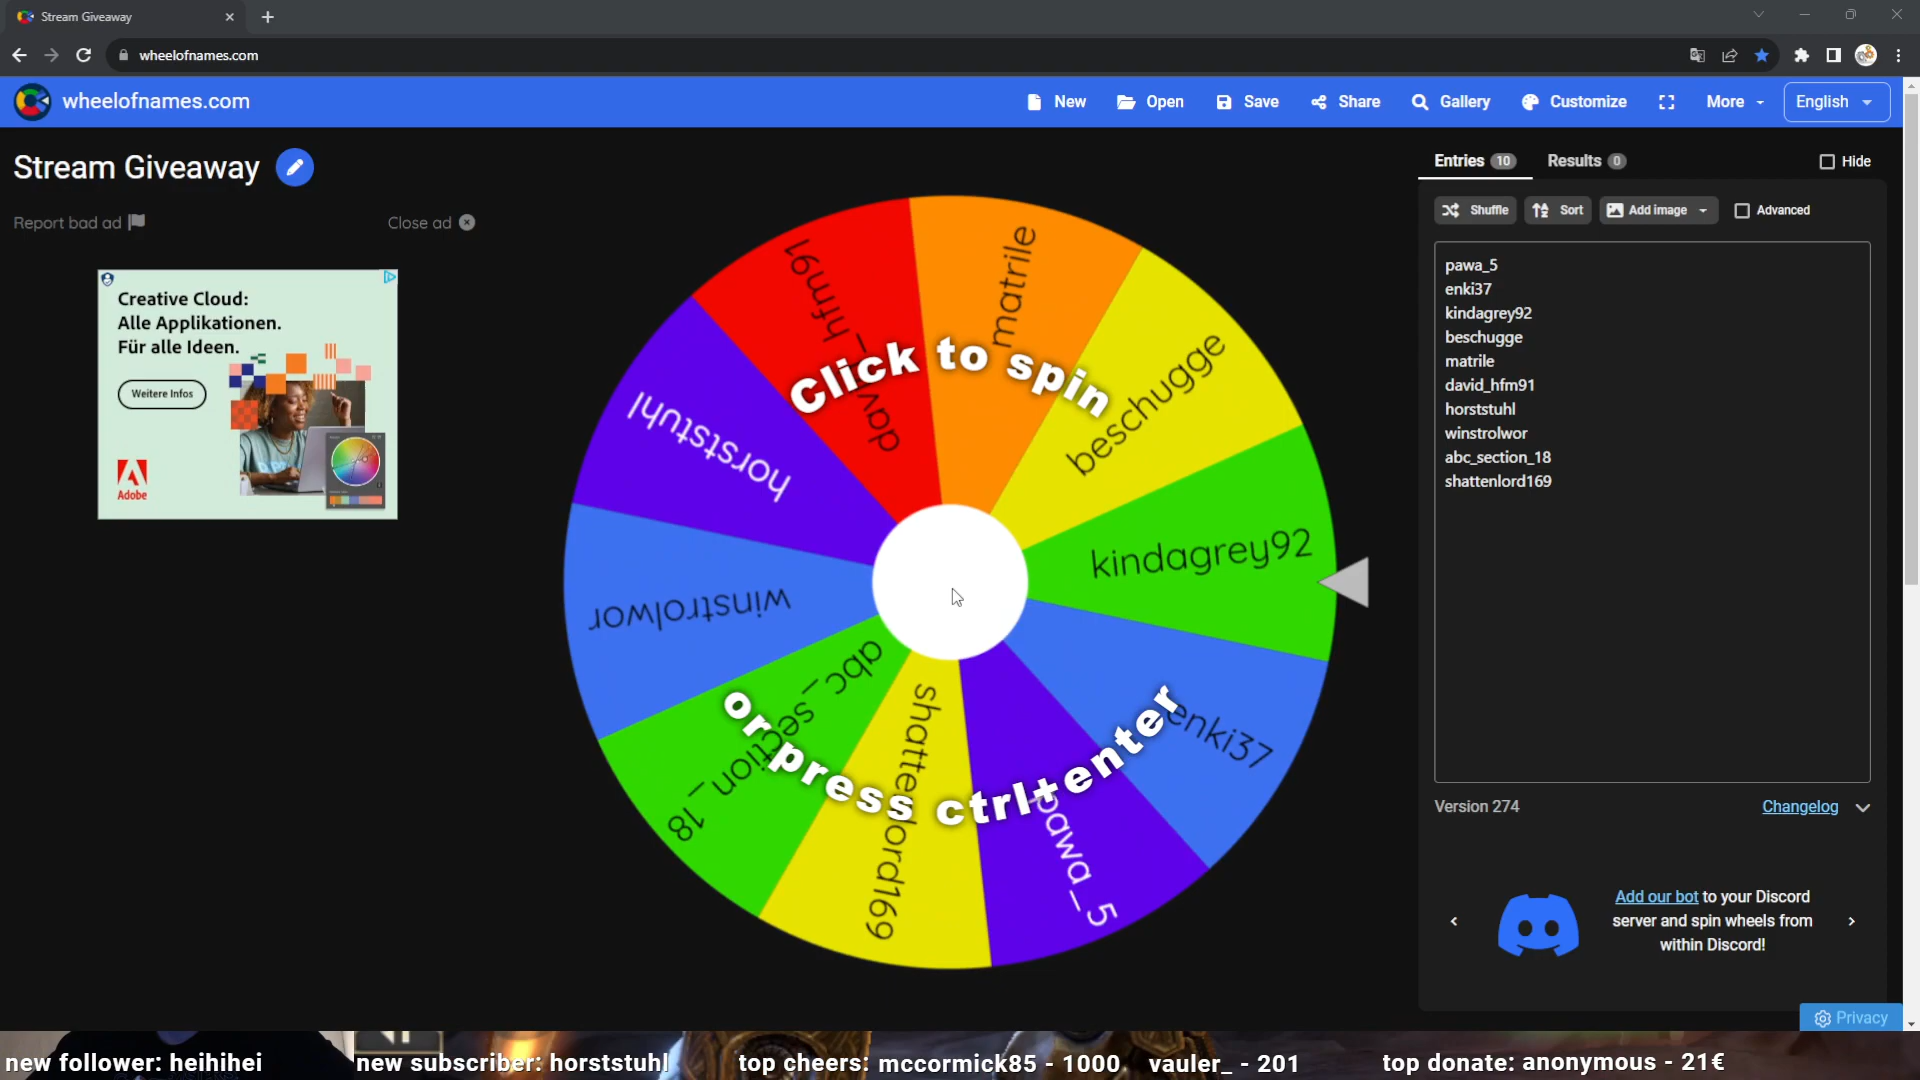 Stream Giveaway
wheelofnames.com
wheelofnames.com
New
Open
Save
Share
Gallery
Customize
More
English
Stream Giveaway
Report bad ad
Close ad
Creative Cloud:
Alle Applikationen.
Für alle Ideen.
Weitere Infos
Adobe
matrile
beschugge
kindagrey92
enki37
pawa_5
shattenlord169
abc_section_18
winstrolwor
horststuhl
david_hfm91
Click to spin
or press ctrl+enter
Entries 10
Results 0
Hide
Shuffle
Sort
Add image
Advanced
pawa_5
enki37
kindagrey92
beschugge
matrile
david_hfm91
horststuhl
winstrolwor
abc_section_18
shattenlord169
Version 274
Changelog
Add our bot to your Discord
server and spin wheels from
within Discord!
Privacy
new follower: heihihei
new subscriber: horststuhl
top cheers: mccormick85 - 1000 vauler_ - 201
top donate: anonymous - 21€